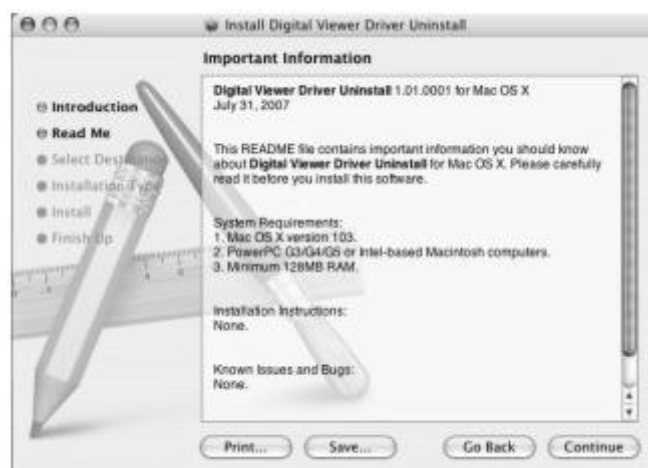 Install Digital Viewer Driver Uninstall
Important Information
Introduction
Read Me
Select Destination
Installation Type
Install
Finish Up
Digital Viewer Driver Uninstall 1.01.0001 for Mac OS X
July 31, 2007
This README file contains important information you should know
about Digital Viewer Driver Uninstall for Mac OS X. Please carefully
read it before you install this software.
System Requirements:
1. Mac OS X version 103.
2. PowerPC G3/G4/G5 or Intel-based Macintosh computers.
3. Minimum 128MB RAM.
Installation Instructions:
None.
Known Issues and Bugs:
None.
Print...
Save...
Go Back
Continue